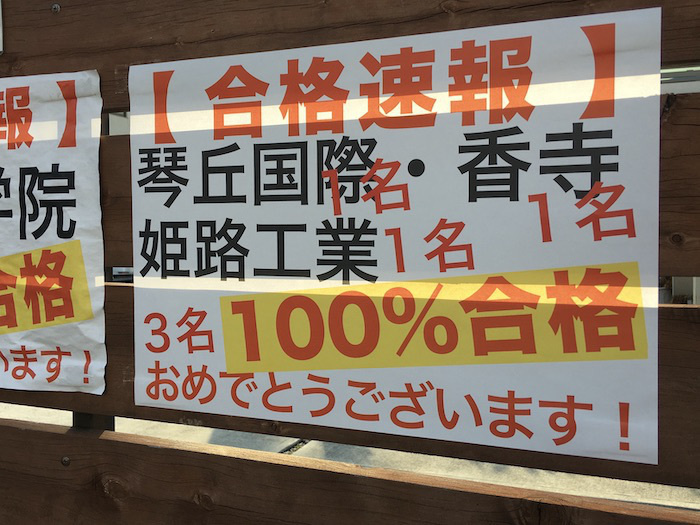 報】
学院
合格
います！
【合格速報】
琴丘国際・香寺
1名
1名
姫路工業 1名
3名 100%合格
おめでとうございます！